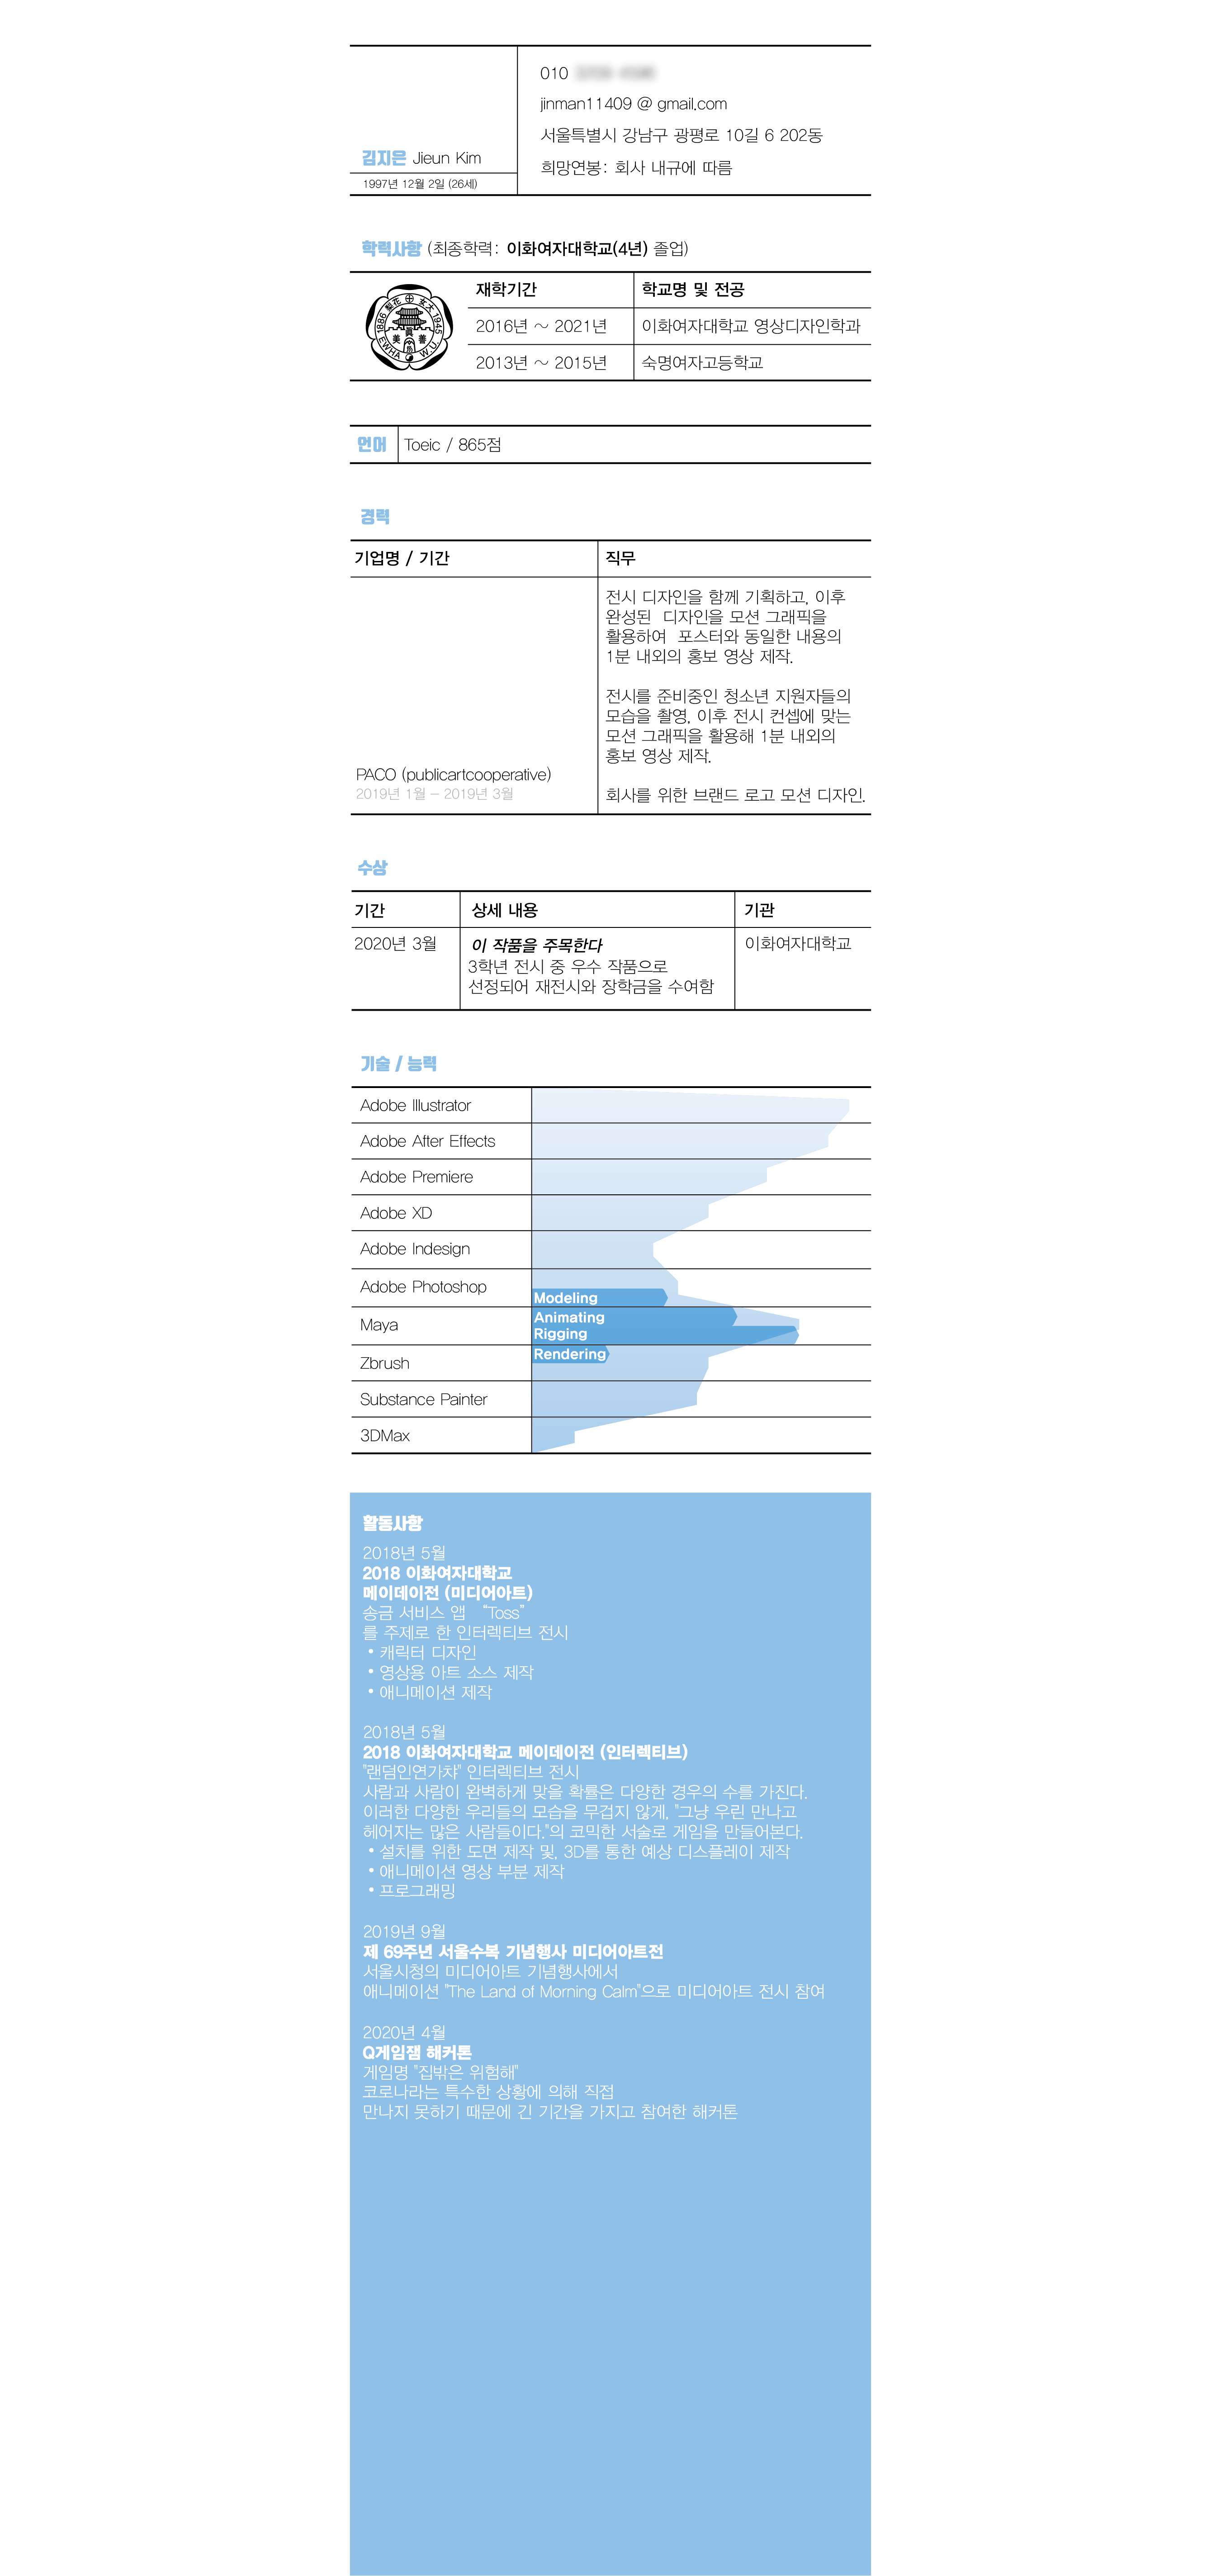 010
jinman11409 @ gmail.com
서울특별시 강남구 광평로 10길 6 202동
희망연봉: 회사 내규에 따름
김지은 Jieun Kim
1997년 12월 2일 (26세)
학력사항 (최종학력: 이화여자대학교(4년) 졸업)
재학기간 학교명 및 전공
2016년 ~ 2021년 이화여자대학교 영상디자인학과
2013년 ~ 2015년 숙명여자고등학교
1886 梨花 女大 1945
美 眞 善
EWHA W.U.
언어 Toeic / 865점
경력
기업명 / 기간 직무
전시 디자인을 함께 기획하고, 이후
완성된 디자인을 모션 그래픽을
활용하여 포스터와 동일한 내용의
1분 내외의 홍보 영상 제작.
전시를 준비중인 청소년 지원자들의
모습을 촬영, 이후 전시 컨셉에 맞는
모션 그래픽을 활용해 1분 내외의
홍보 영상 제작.
회사를 위한 브랜드 로고 모션 디자인.
PACO (publicartcooperative)
2019년 1월 – 2019년 3월
수상
기간 상세 내용 기관
2020년 3월 이 작품을 주목한다 이화여자대학교
3학년 전시 중 우수 작품으로
선정되어 재전시와 장학금을 수여함
기술 / 능력
Adobe Illustrator
Adobe After Effects
Adobe Premiere
Adobe XD
Adobe Indesign
Adobe Photoshop
Maya
Zbrush
Substance Painter
3DMax
Modeling
Animating
Rigging
Rendering
활동사항
2018년 5월
2018 이화여자대학교
메이데이전 (미디어아트)
송금 서비스 앱 “Toss”
를 주제로 한 인터렉티브 전시
• 캐릭터 디자인
• 영상용 아트 소스 제작
• 애니메이션 제작
2018년 5월
2018 이화여자대학교 메이데이전 (인터렉티브)
"랜덤인연가챠" 인터렉티브 전시
사람과 사람이 완벽하게 맞을 확률은 다양한 경우의 수를 가진다.
이러한 다양한 우리들의 모습을 무겁지 않게, "그냥 우린 만나고
헤어지는 많은 사람들이다."의 코믹한 서술로 게임을 만들어본다.
• 설치를 위한 도면 제작 및, 3D를 통한 예상 디스플레이 제작
• 애니메이션 영상 부분 제작
• 프로그래밍
2019년 9월
제 69주년 서울수복 기념행사 미디어아트전
서울시청의 미디어아트 기념행사에서
애니메이션 "The Land of Morning Calm"으로 미디어아트 전시 참여
2020년 4월
Q게임잼 해커톤
게임명 "집밖은 위험해"
코로나라는 특수한 상황에 의해 직접
만나지 못하기 때문에 긴 기간을 가지고 참여한 해커톤